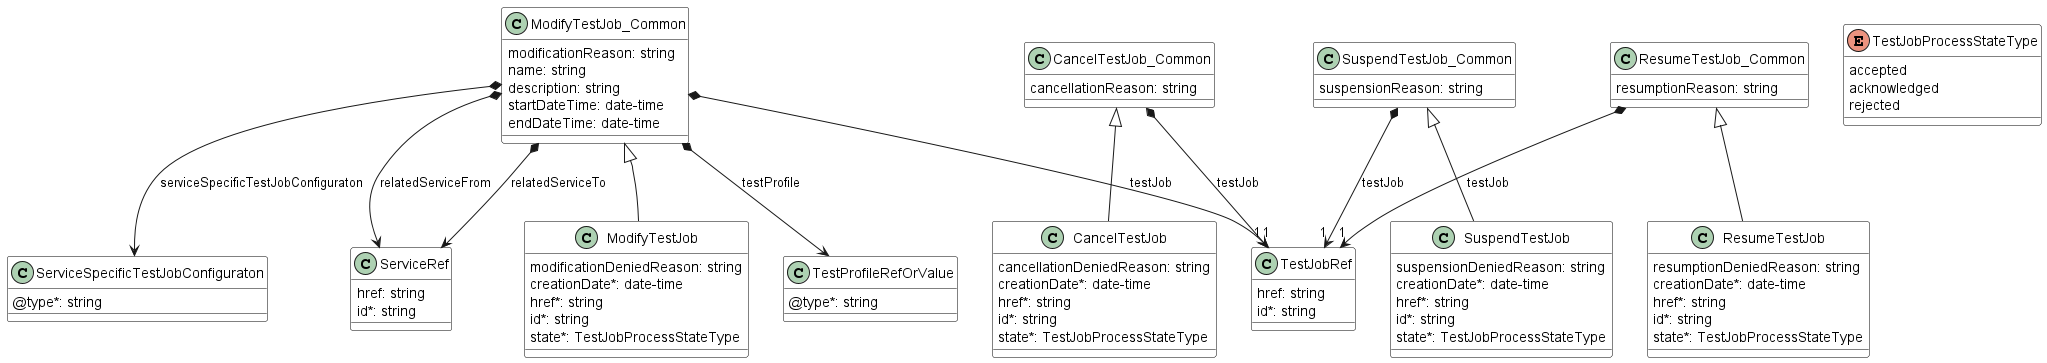 C ModifyTestJob_Common
modificationReason: string
name: string
description: string
startDateTime: date-time
endDateTime: date-time
C CancelTestJob_Common
cancellationReason: string
C SuspendTestJob_Common
suspensionReason: string
C ResumeTestJob_Common
resumptionReason: string
E TestJobProcessStateType
accepted
acknowledged
rejected
serviceSpecificTestJobConfiguraton
relatedServiceFrom
relatedServiceTo
testProfile
testJob
testJob
testJob
testJob
1
1
1
1
C ServiceSpecificTestJobConfiguraton
@type*: string
C ServiceRef
href: string
id*: string
C ModifyTestJob
modificationDeniedReason: string
creationDate*: date-time
href*: string
id*: string
state*: TestJobProcessStateType
C TestProfileRefOrValue
@type*: string
C CancelTestJob
cancellationDeniedReason: string
creationDate*: date-time
href*: string
id*: string
state*: TestJobProcessStateType
C TestJobRef
href: string
id*: string
C SuspendTestJob
suspensionDeniedReason: string
creationDate*: date-time
href*: string
id*: string
state*: TestJobProcessStateType
C ResumeTestJob
resumptionDeniedReason: string
creationDate*: date-time
href*: string
id*: string
state*: TestJobProcessStateType